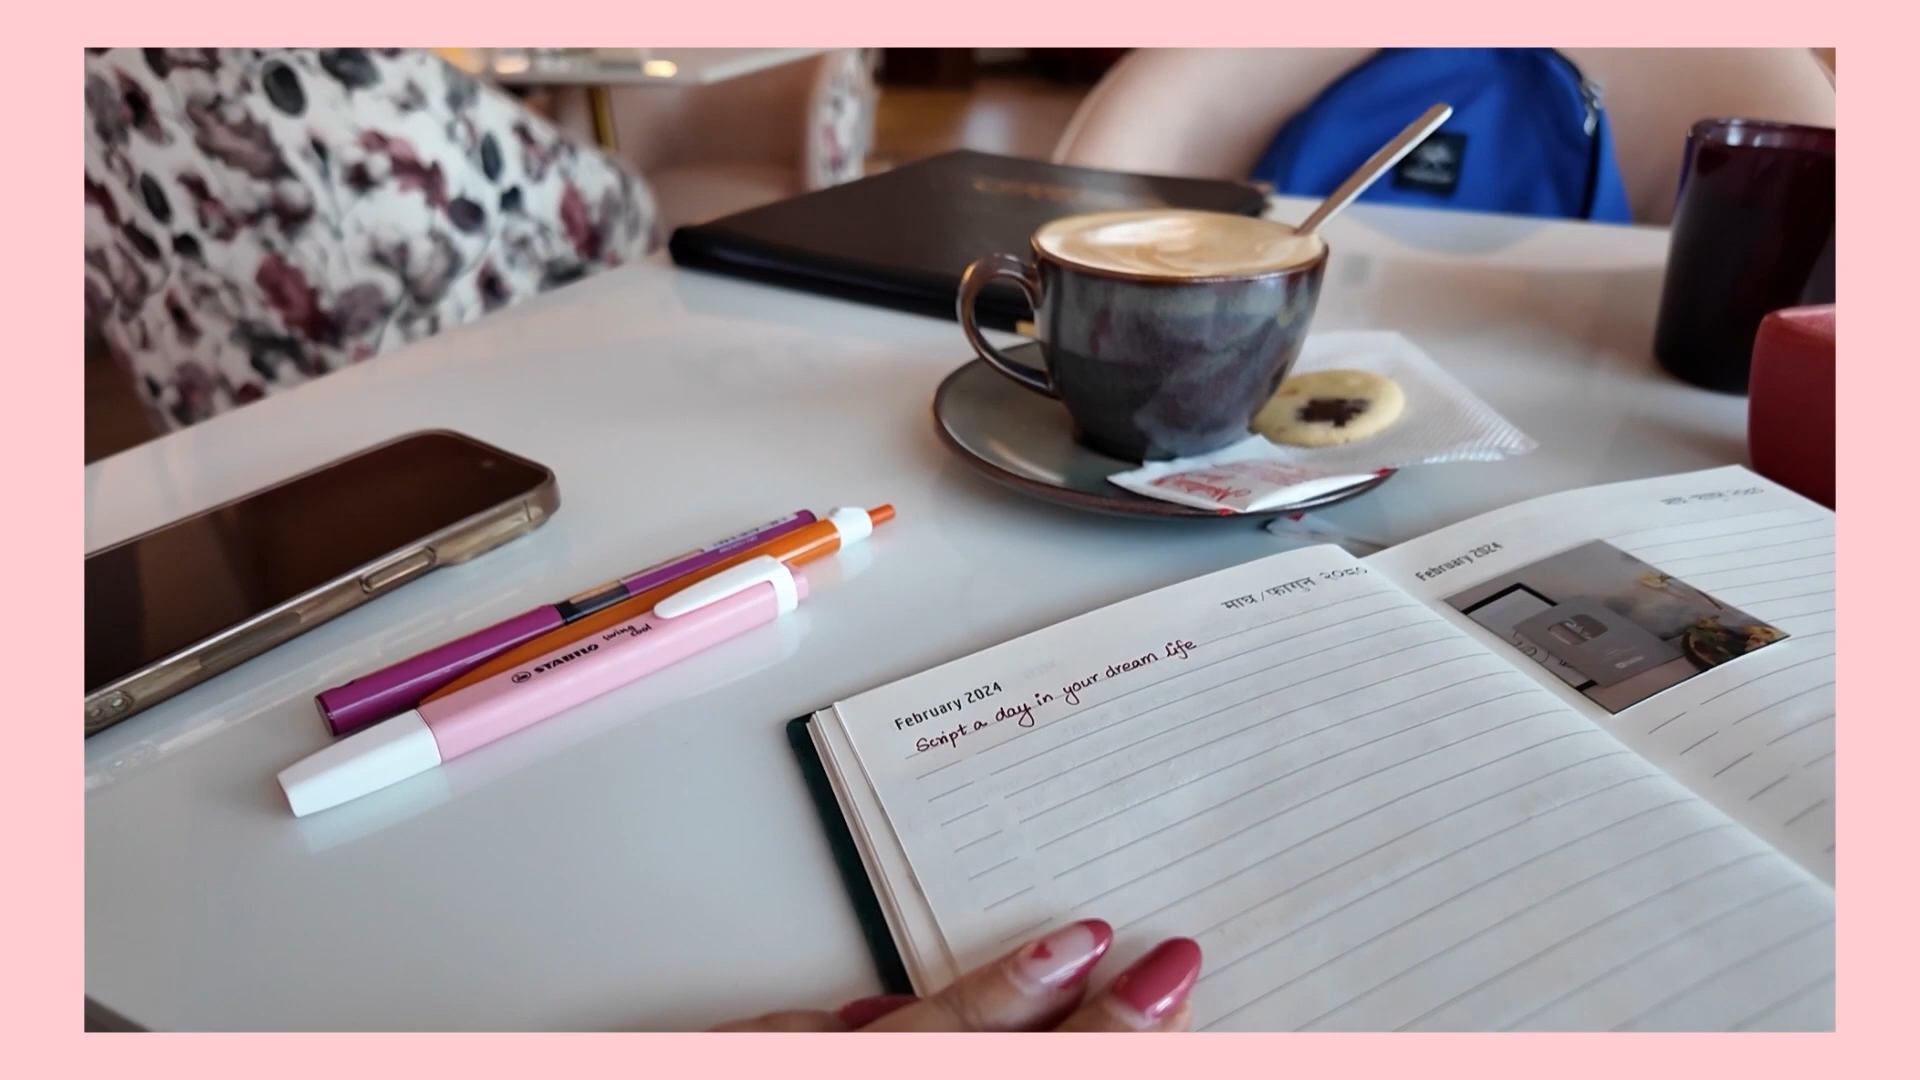 STABILO swing cool
माघ / फागुन २०८०
February 2024
Script a day in your dream life
February 2024